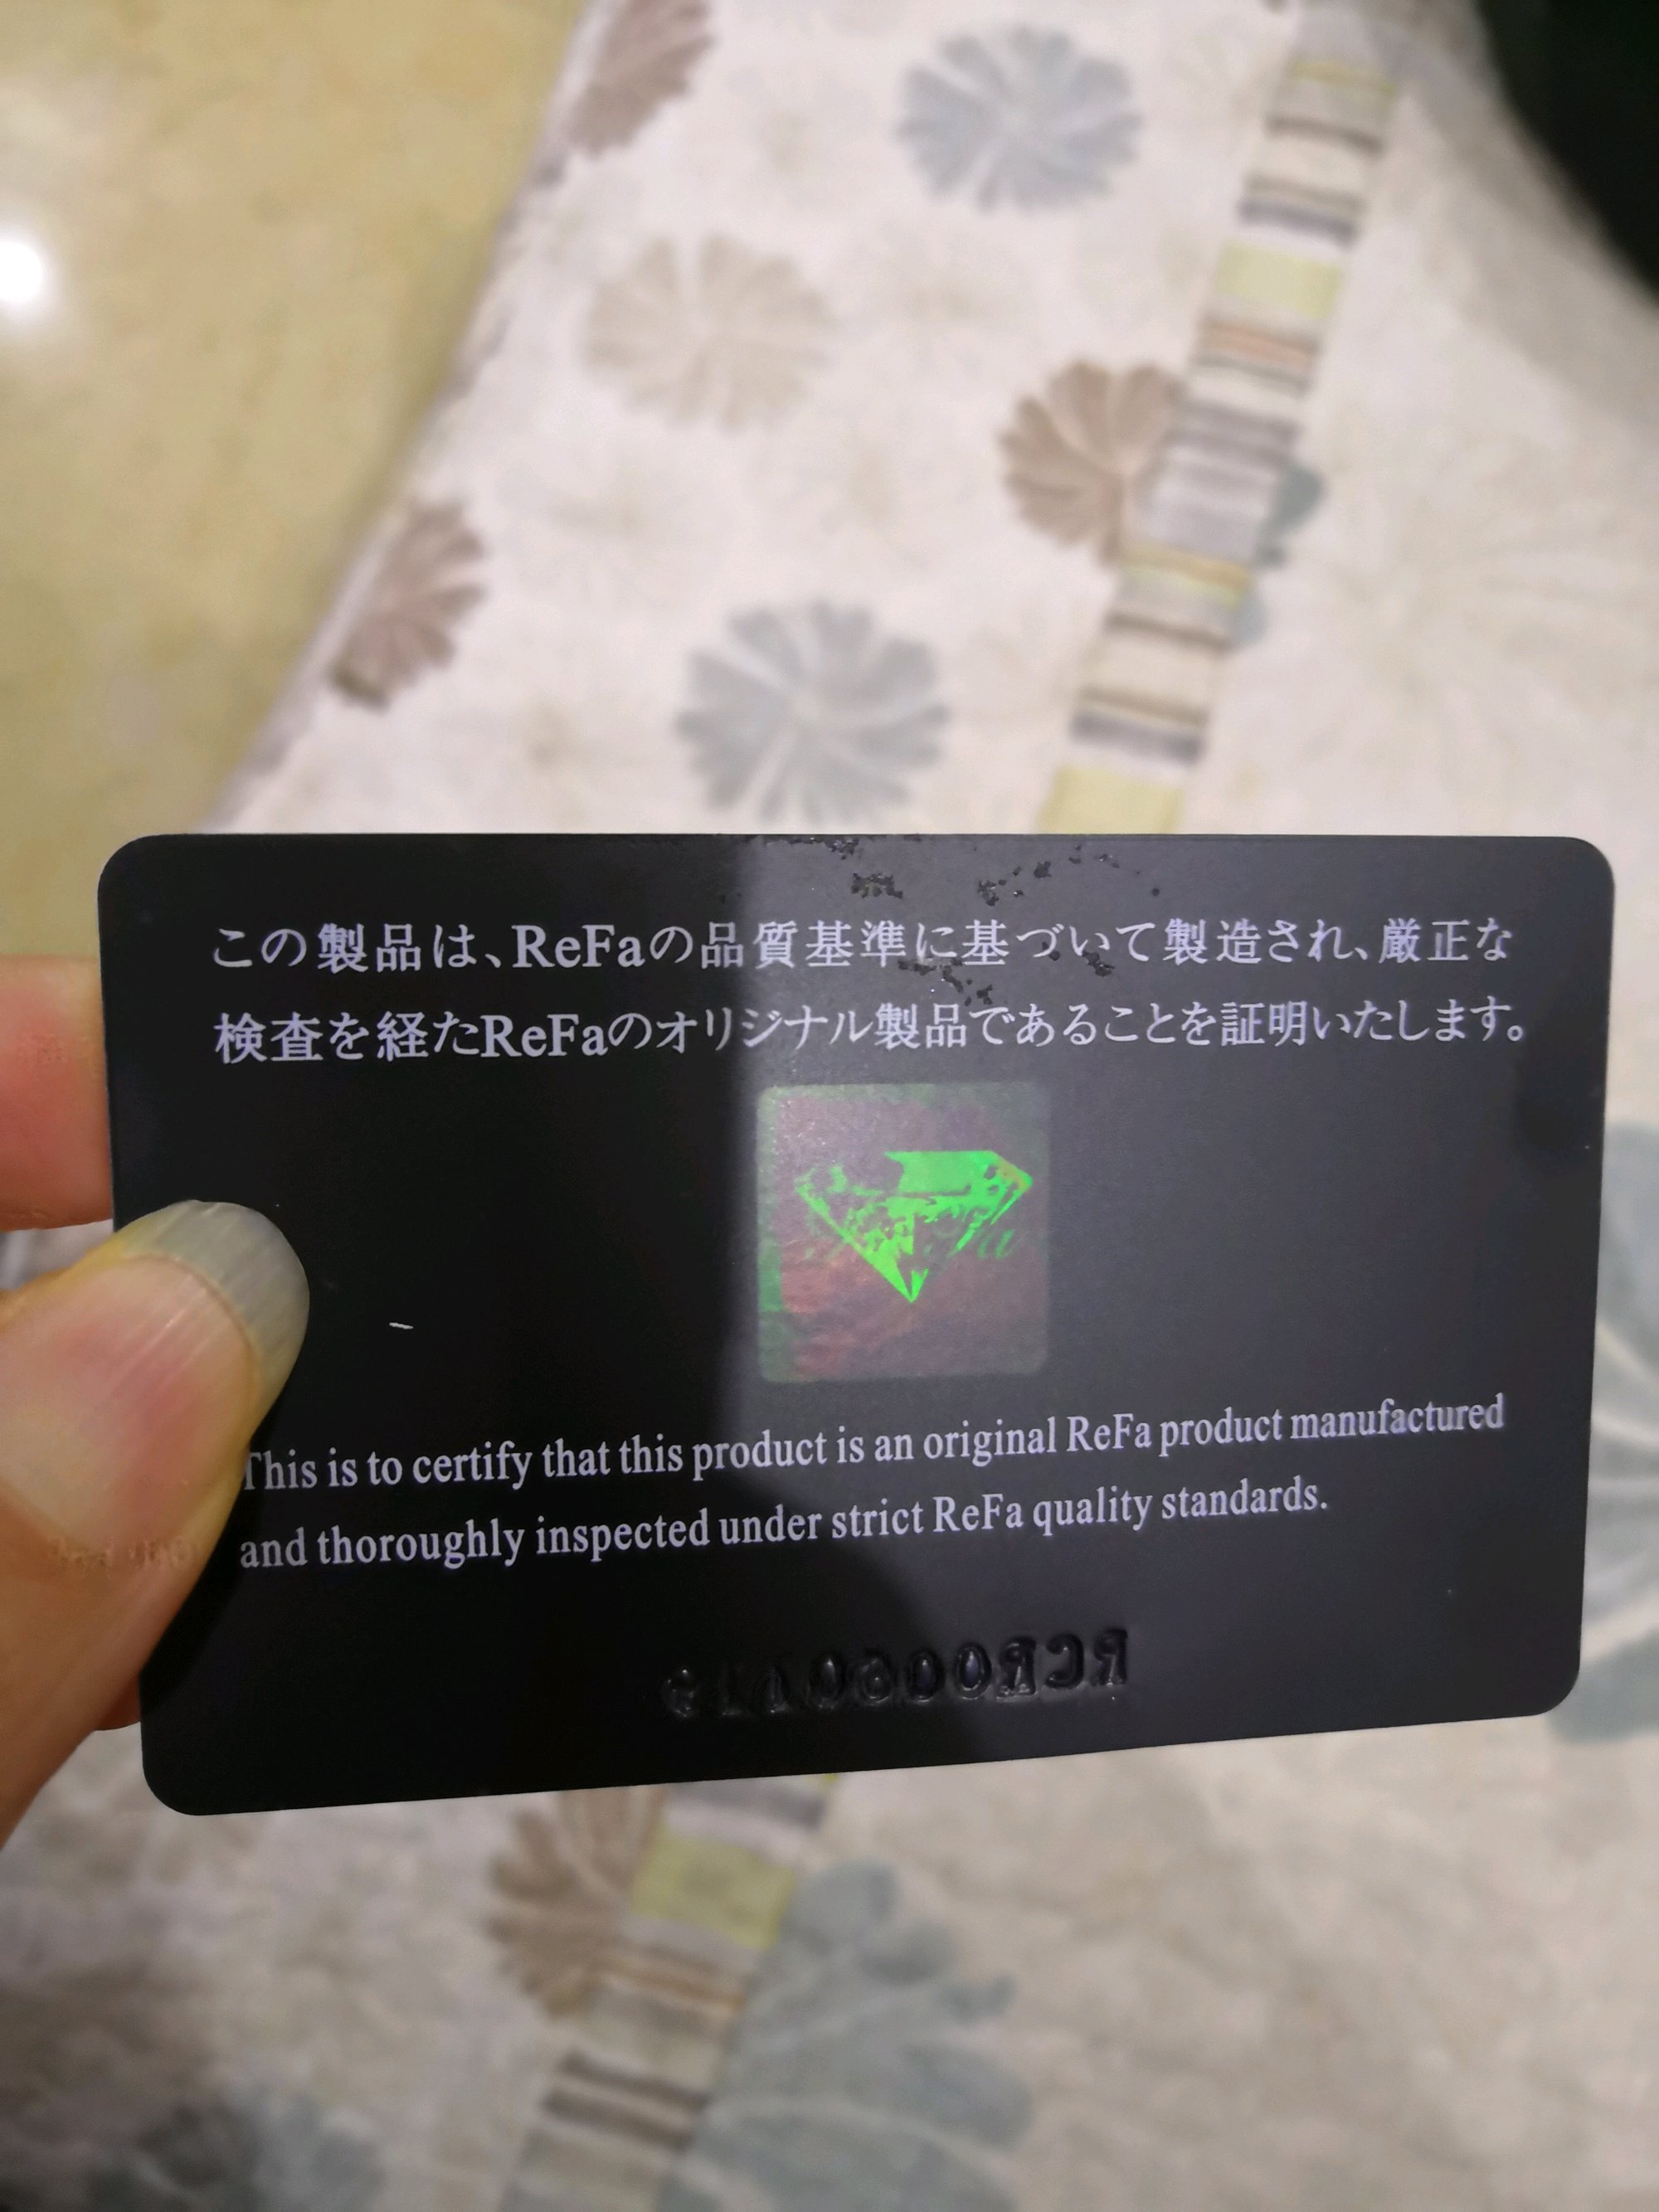 この製品は、ReFaの品質基準に基づいて製造され、厳正な
検査を経たReFaのオリジナル製品であることを証明いたします。
This is to certify that this product is an original ReFa product manufactured
and thoroughly inspected under strict ReFa quality standards.